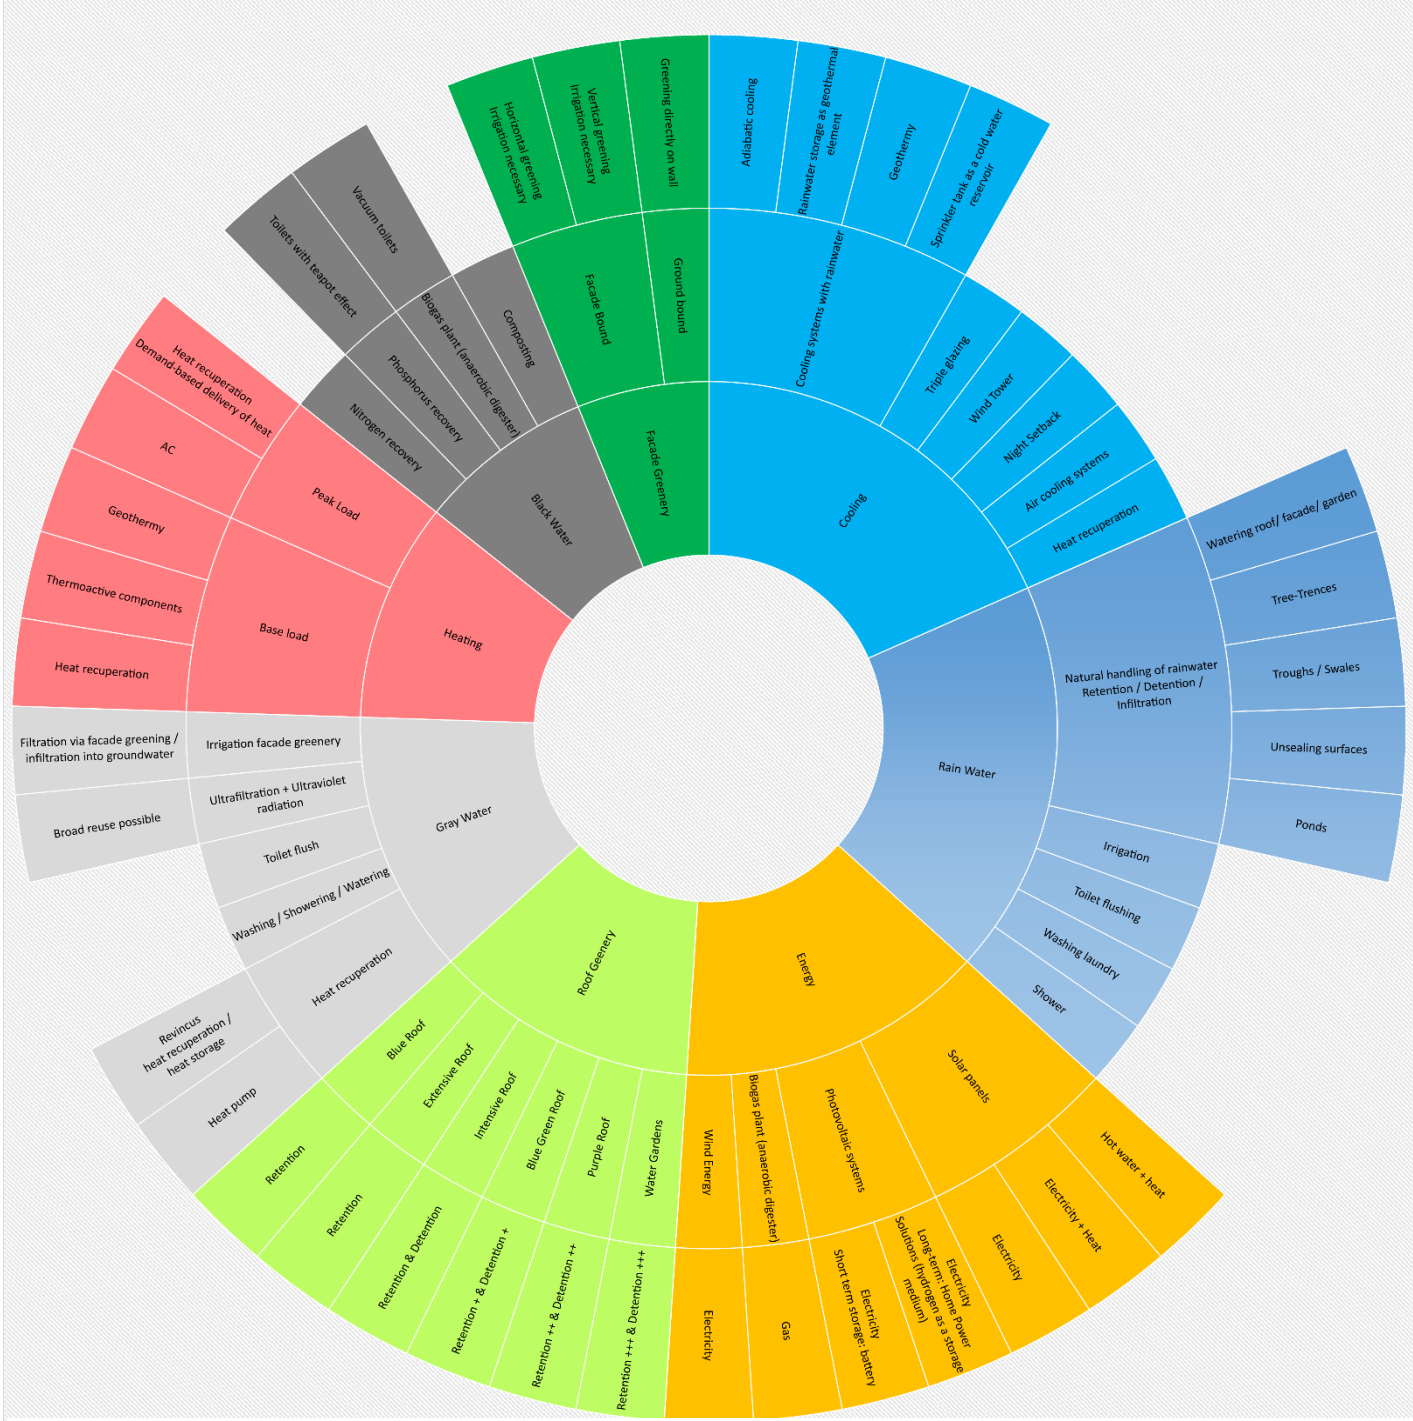 Cooling
Cooling systems with rainwater
Adiabatic cooling
Rainwater storage as geothermal
element
Geothermy
Sprinkler tank as a cold water
reservoir
Triple glazing
Wind Tower
Night Setback
Air cooling systems
Heat recuperation
Rain Water
Natural handling of rainwater
Retention / Detention /
Infiltration
Watering roof/ facade/ garden
Tree-Trences
Troughs / Swales
Unsealing surfaces
Ponds
Irrigation
Toilet flushing
Washing laundry
Shower
Energy
Solar panels
Hot water + heat
Electricity + Heat
Electricity
Photovoltaic systems
Electricity
Long-term: Home Power
Solutions (hydrogen as a storage
medium)
Electricity
Short term storage: battery
Biogas plant (anaerobic digester)
Gas
Wind Energy
Electricity
Roof Geenery
Water Gardens
Retention +++ & Detention +++
Purple Roof
Retention ++ & Detention ++
Blue Green Roof
Retention + & Detention +
Intensive Roof
Retention & Detention
Extensive Roof
Retention
Blue Roof
Retention
Gray Water
Heat recuperation
Heat pump
Revincus
heat recuperation /
heat storage
Washing / Showering / Watering
Toilet flush
Ultrafiltration + Ultraviolet
radiation
Broad reuse possible
Irrigation facade greenery
Filtration via facade greening /
infiltration into groundwater
Heating
Base load
Heat recuperation
Thermoactive components
Geothermy
Peak Load
AC
Heat recuperation
Demand-based delivery of heat
Black Water
Nitrogen recovery
Phosphorus recovery
Toilets with teapot effect
Biogas plant (anaerobic digester)
Vacuum toilets
Composting
Facade Greenery
Facade Bound
Horizontal greening
Irrigation necessary
Vertical greening
Irrigation necessary
Ground bound
Greening directly on wall